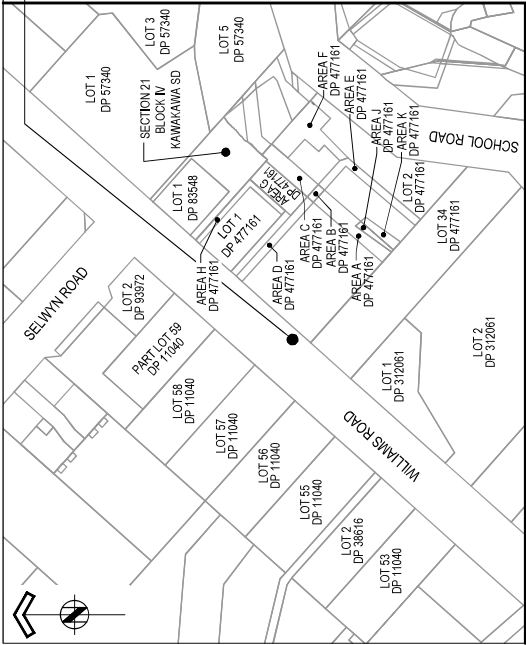 LOT 1
DP 57340
LOT 3
DP 57340
LOT 5
DP 57340
SECTION 21
BLOCK IV
KAWAKAWA SD
AREA F
DP 477161
AREA E
DP 477161
AREA J
DP 477161
AREA K
DP 477161
LOT 2
DP 477161
SCHOOL ROAD
LOT 34
DP 477161
LOT 2
DP 312061
LOT 1
DP 312061
SELWYN ROAD
LOT 1
DP 83548
LOT 1
DP 477161
AREA G
DP 477161
AREA H
DP 477161
AREA D
DP 477161
AREA C
DP 477161
AREA B
DP 477161
AREA A
DP 477161
LOT 2
DP 93972
PART LOT 59
DP 11040
LOT 58
DP 11040
LOT 57
DP 11040
LOT 56
DP 11040
LOT 55
DP 11040
LOT 2
DP 38616
LOT 53
DP 11040
WILLIAMS ROAD